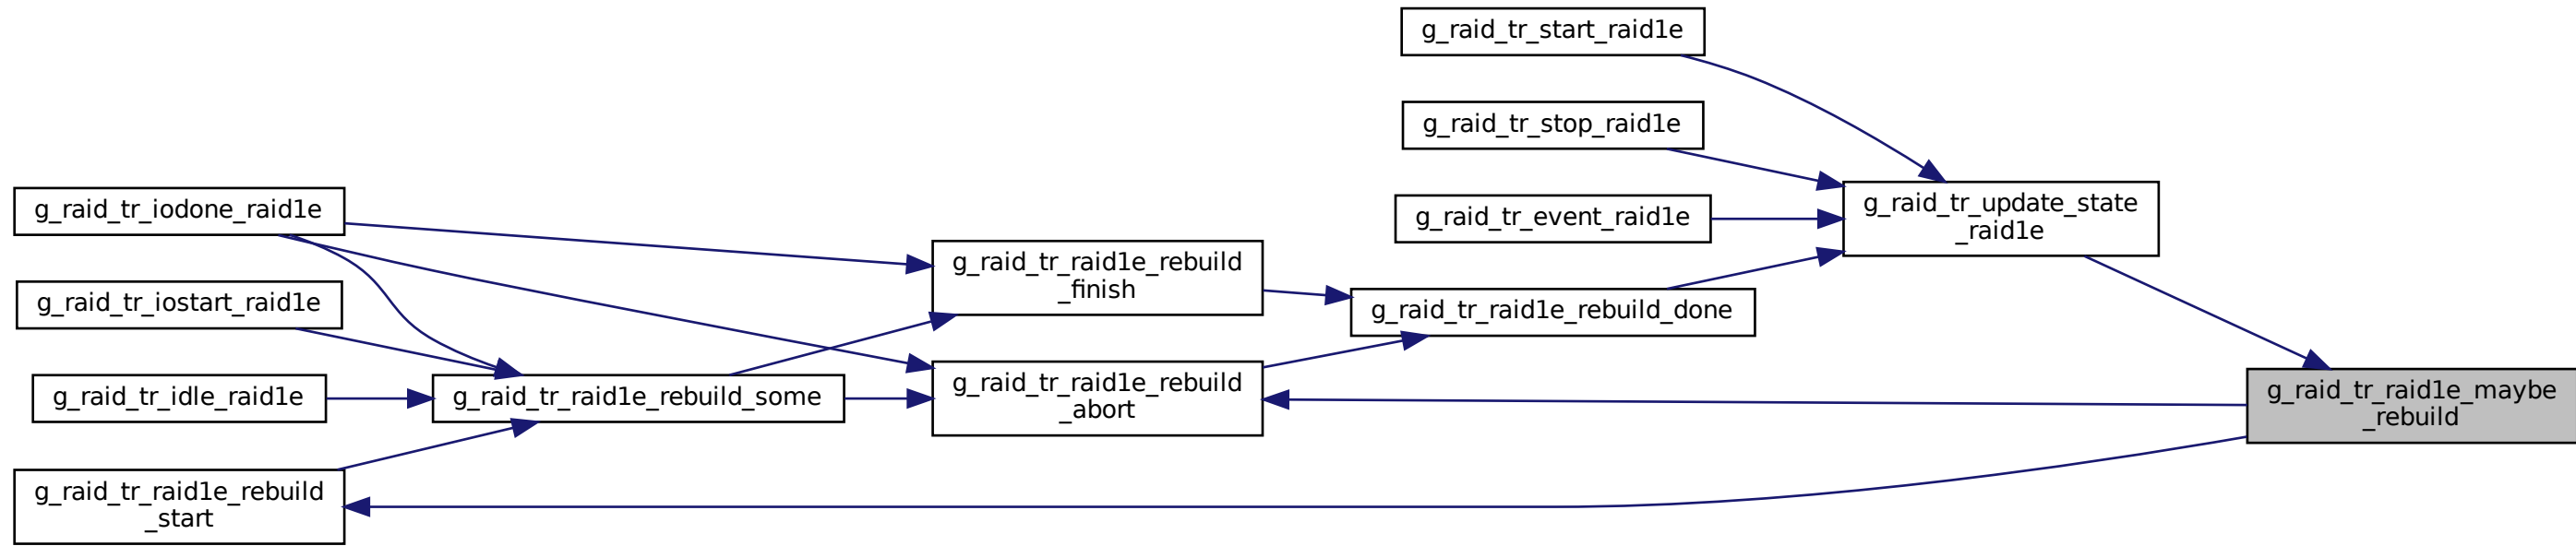 g_raid_tr_start_raid1e
g_raid_tr_stop_raid1e
g_raid_tr_iodone_raid1e
g_raid_tr_event_raid1e
g_raid_tr_update_state
_raid1e
g_raid_tr_iostart_raid1e
g_raid_tr_raid1e_rebuild
_finish
g_raid_tr_raid1e_rebuild_done
g_raid_tr_idle_raid1e
g_raid_tr_raid1e_rebuild_some
g_raid_tr_raid1e_rebuild
_abort
g_raid_tr_raid1e_maybe
_rebuild
g_raid_tr_raid1e_rebuild
_start